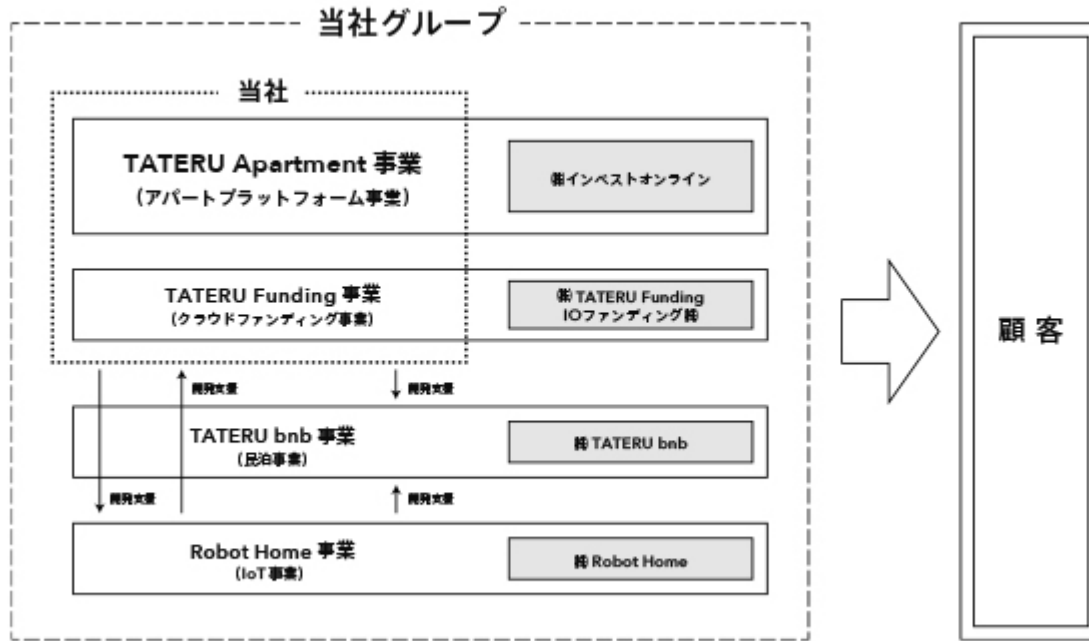 当社グループ
当社
TATERU Apartment 事業
(アパートプラットフォーム事業)
㈱インベストオンライン
TATERU Funding 事業
(クラウドファンディング事業)
㈱ TATERU Funding
IOファンディング㈱
開発支援
開発支援
TATERU bnb 事業
(民泊事業)
㈱ TATERU bnb
開発支援
開発支援
Robot Home 事業
(IoT事業)
㈱ Robot Home
顧客